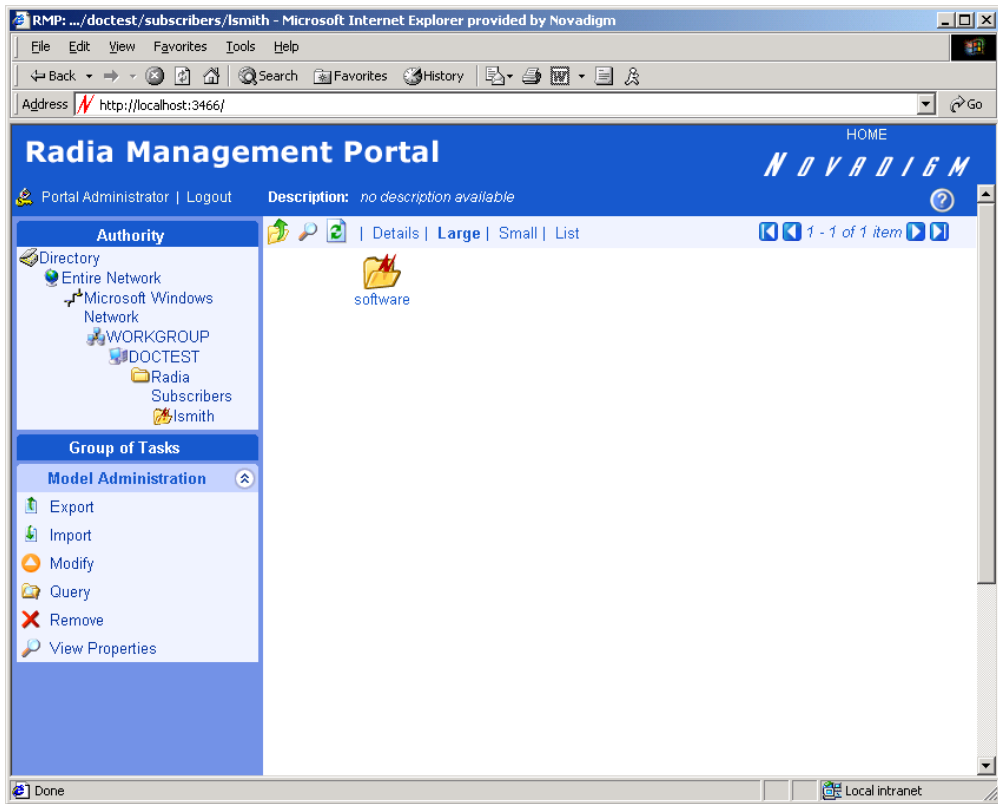 RMP: .../doctest/subscribers/lsmith - Microsoft Internet Explorer provided by Novadigm
File Edit View Favorites Tools Help
Back Search Favorites History
Address http://localhost:3466/ Go
Radia Management Portal
HOME
NOVADIGM
Portal Administrator | Logout
Description: no description available
Authority
Directory
Entire Network
Microsoft Windows
Network
WORKGROUP
DOCTEST
Radia
Subscribers
lsmith
Group of Tasks
Model Administration
Export
Import
Modify
Query
Remove
View Properties
| Details | Large | Small | List
1 - 1 of 1 item
software
Done
Local intranet